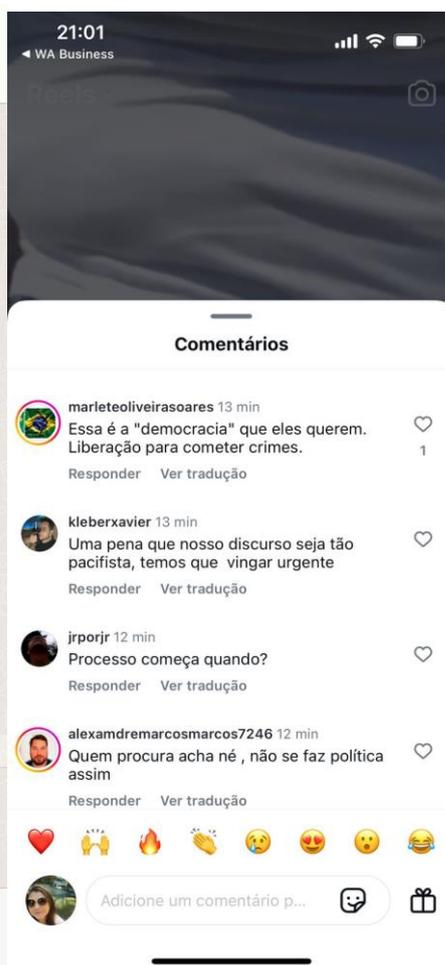 21:01
◀ WA Business
Reels
Comentários
marleteoliveirasoares 13 min
Essa é a "democracia" que eles querem.
Liberação para cometer crimes.
1
Responder Ver tradução
kleberxavier 13 min
Uma pena que nosso discurso seja tão
pacifista, temos que vingar urgente
Responder Ver tradução
jrporjr 12 min
Processo começa quando?
Responder Ver tradução
alexamdremarcosmarcos7246 12 min
Quem procura acha né , não se faz política
assim
Responder Ver tradução
Adicione um comentário p...